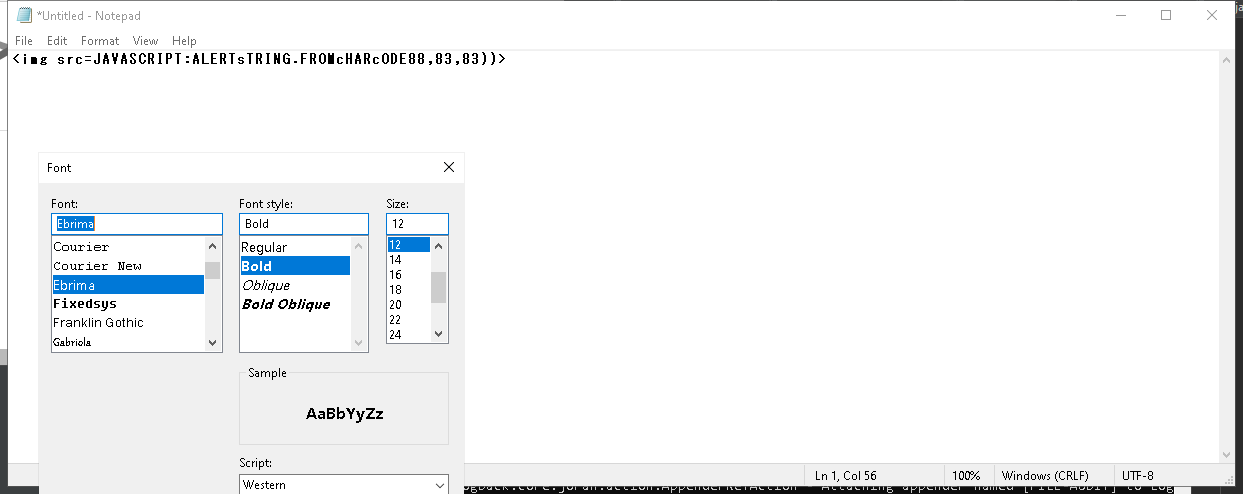 *Untitled - Notepad
File Edit Format View Help
<img src=JAVASCRIPT:ALERTsTRING.FROMcHARcODE88,83,83))>
Font
Font: Font style: Size:
Ebrima Bold 12
Courier Regular 12
Courier New Bold 14
Ebrima Oblique 16
Fixedsys Bold Oblique 18
Franklin Gothic 20
Gabriola 22
24
Sample
AaBbYyZz
Script:
Western
Ln 1, Col 56 100% Windows (CRLF) UTF-8